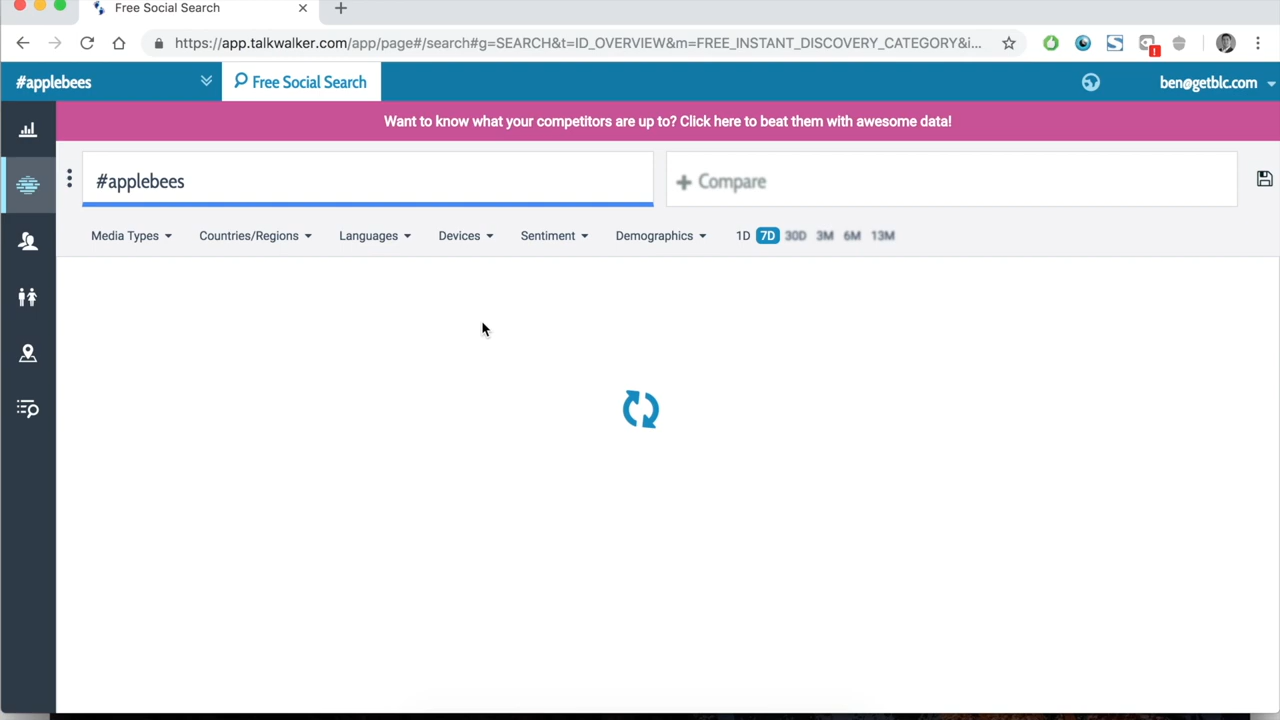 Free Social Search
https://app.talkwalker.com/app/page#/search#g=SEARCH&t=ID_OVERVIEW&m=FREE_INSTANT_DISCOVERY_CATEGORY&i...
#applebees
Free Social Search
ben@getblc.com
Want to know what your competitors are up to? Click here to beat them with awesome data!
#applebees
+ Compare
Media Types Countries/Regions Languages Devices Sentiment Demographics 1D 7D 30D 3M 6M 13M